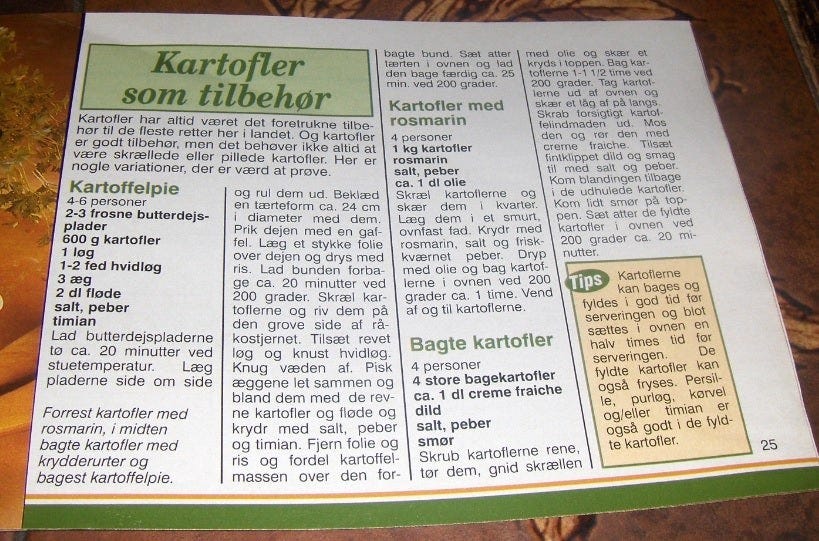 Kartofler
som tilbehør
Kartofler har altid været det foretrukne tilbe-
hør til de fleste retter her i landet. Og kartofler
er godt tilbehør, men det behøver ikke altid at
være skrællede eller pillede kartofler. Her er
nogle variationer, der er værd at prøve.
Kartoffelpie
4-6 personer
2-3 frosne butterdejs-
plader
600 g kartofler
1 løg
1-2 fed hvidløg
3 æg
2 dl fløde
salt, peber
timian
Lad butterdejspladerne
tø ca. 20 minutter ved
stuetemperatur. Læg
pladerne side om side
Forrest kartofler med
rosmarin, i midten
bagte kartofler med
krydderurter og
bagest kartoffelpie.
og rul dem ud. Beklæd
en tærteform ca. 24 cm
i diameter med dem.
Prik dejen med en gaf-
fel. Læg et stykke folie
over dejen og drys med
ris. Lad bunden forba-
ge ca. 20 minutter ved
200 grader. Skræl kar-
toflerne og riv dem på
den grove side af rå-
kostjernet. Tilsæt revet
løg og knust hvidløg.
Knug væden af. Pisk
æggene let sammen og
bland dem med de rev-
ne kartofler og fløde og
krydr med salt, peber
og timian. Fjern folie og
ris og fordel kartoffel-
massen over den for-
bagte bund. Sæt atter
tærten i ovnen og lad
den bage færdig ca. 25
min. ved 200 grader.
Kartofler med
rosmarin
4 personer
1 kg kartofler
rosmarin
salt, peber
ca. 1 dl olie
Skræl kartoflerne og
skær dem i kvarter.
Læg dem i et smurt,
ovnfast fad. Krydr med
rosmarin, salt og frisk-
kværnet peber. Dryp
med olie og bag kartof-
lerne i ovnen ved 200
grader ca. 1 time. Vend
af og til kartoflerne.
Bagte kartofler
4 personer
4 store bagekartofler
ca. 1 dl creme fraiche
dild
salt, peber
smør
Skrub kartoflerne rene,
tør dem, gnid skrællen
med olie og skær et
kryds i toppen. Bag kar-
toflerne 1-1 1/2 time ved
200 grader. Tag kartof-
lerne ud af ovnen og
skær et låg af på langs.
Skrab forsigtigt kartof-
felindmaden ud. Mos
den og rør den med
creme fraiche. Tilsæt
fintklippet dild og smag
til med salt og peber.
Kom blandingen tilbage
i de udhulede kartofler.
Kom lidt smør på top-
pen. Sæt atter de fyldte
kartofler i ovnen ved
200 grader ca. 20 mi-
nutter.
Tips
Kartoflerne
kan bages og
fyldes i god tid før
serveringen og blot
sættes i ovnen en
halv times tid før
serveringen. De
fyldte kartofler kan
også fryses. Persil-
le, purløg, kørvel
og/eller timian er
også godt i de fyld-
te kartofler.
25